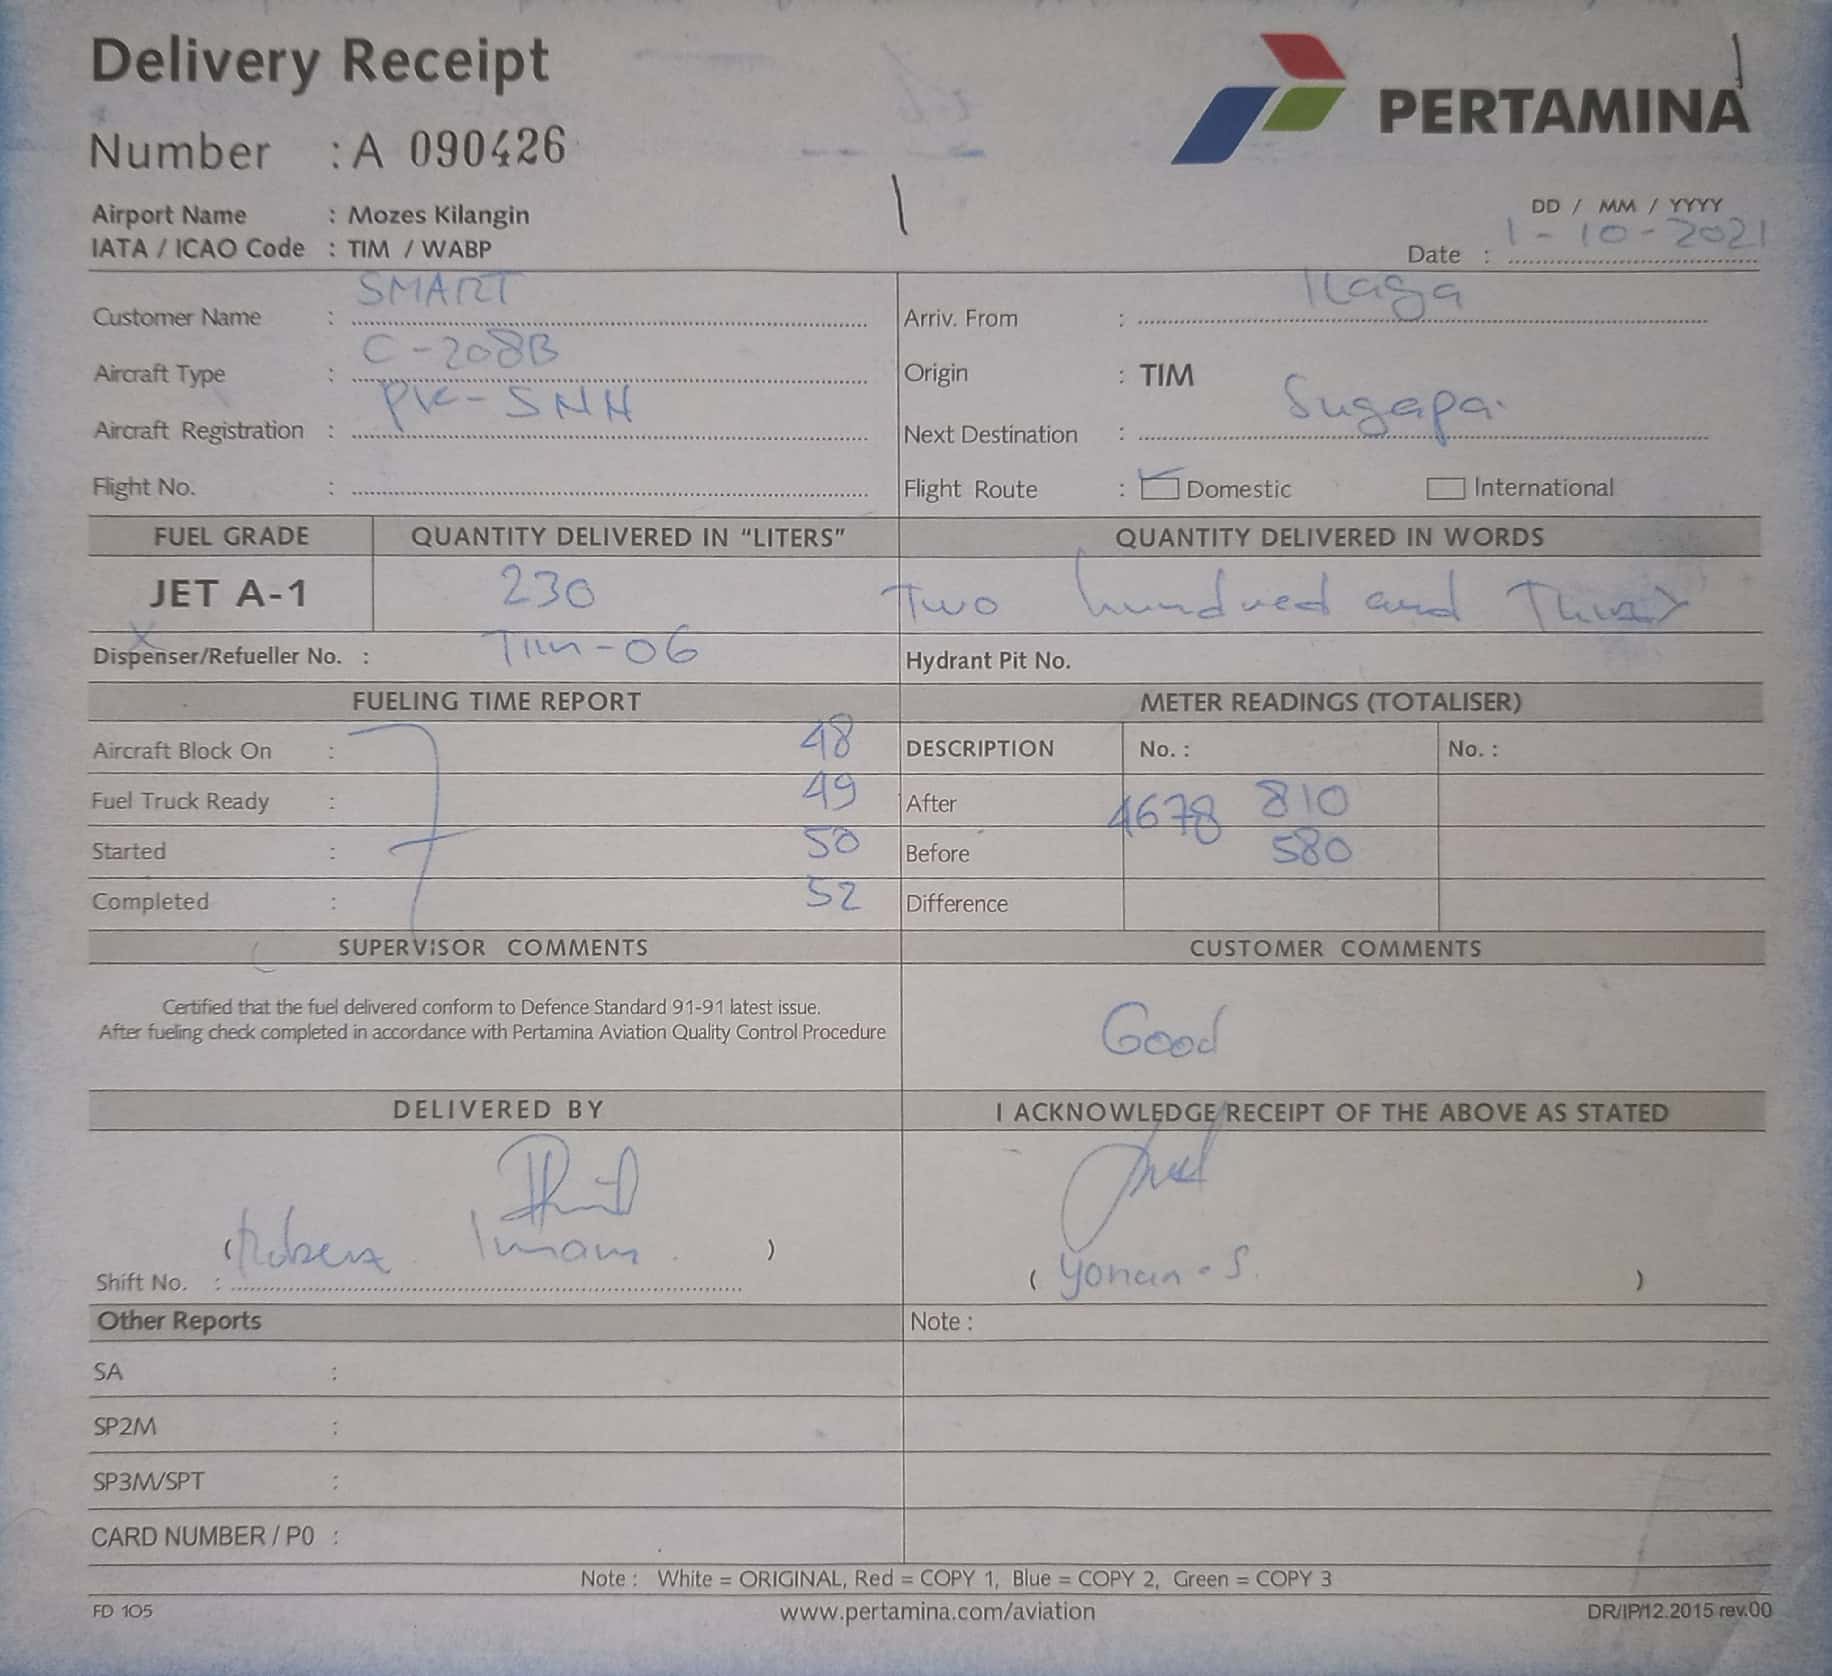 Delivery Receipt
PERTAMINA
Number : A 090426
Airport Name : Mozes Kilangin
IATA / ICAO Code : TIM / WABP
DD / MM / YYYY
Date : 1-10-2021
Customer Name : SMART
Arriv. From : Ilaga
Aircraft Type : C-208B
Origin : TIM
Aircraft Registration : PK-SNH
Next Destination : Sugapa
Flight No. :
Flight Route : Domestic International
FUEL GRADE QUANTITY DELIVERED IN "LITERS" QUANTITY DELIVERED IN WORDS
JET A-1 230 Two hundred and Thirty
Dispenser/Refueller No. : Tim-06 Hydrant Pit No.
FUELING TIME REPORT METER READINGS (TOTALISER)
Aircraft Block On : 48 DESCRIPTION No. : No. :
Fuel Truck Ready : 49 After 4678 810
Started : 50 Before 580
Completed : 52 Difference
7
SUPERVISOR COMMENTS CUSTOMER COMMENTS
Certified that the fuel delivered conform to Defence Standard 91-91 latest issue.
After fueling check completed in accordance with Pertamina Aviation Quality Control Procedure
Good
DELIVERED BY I ACKNOWLEDGE RECEIPT OF THE ABOVE AS STATED
( Imam )
Shift No. :
( Yonan. S. )
Other Reports Note :
SA :
SP2M :
SP3M/SPT :
CARD NUMBER / P0 :
Note : White = ORIGINAL, Red = COPY 1, Blue = COPY 2, Green = COPY 3
FD 105 www.pertamina.com/aviation DR/IP/12.2015 rev.00